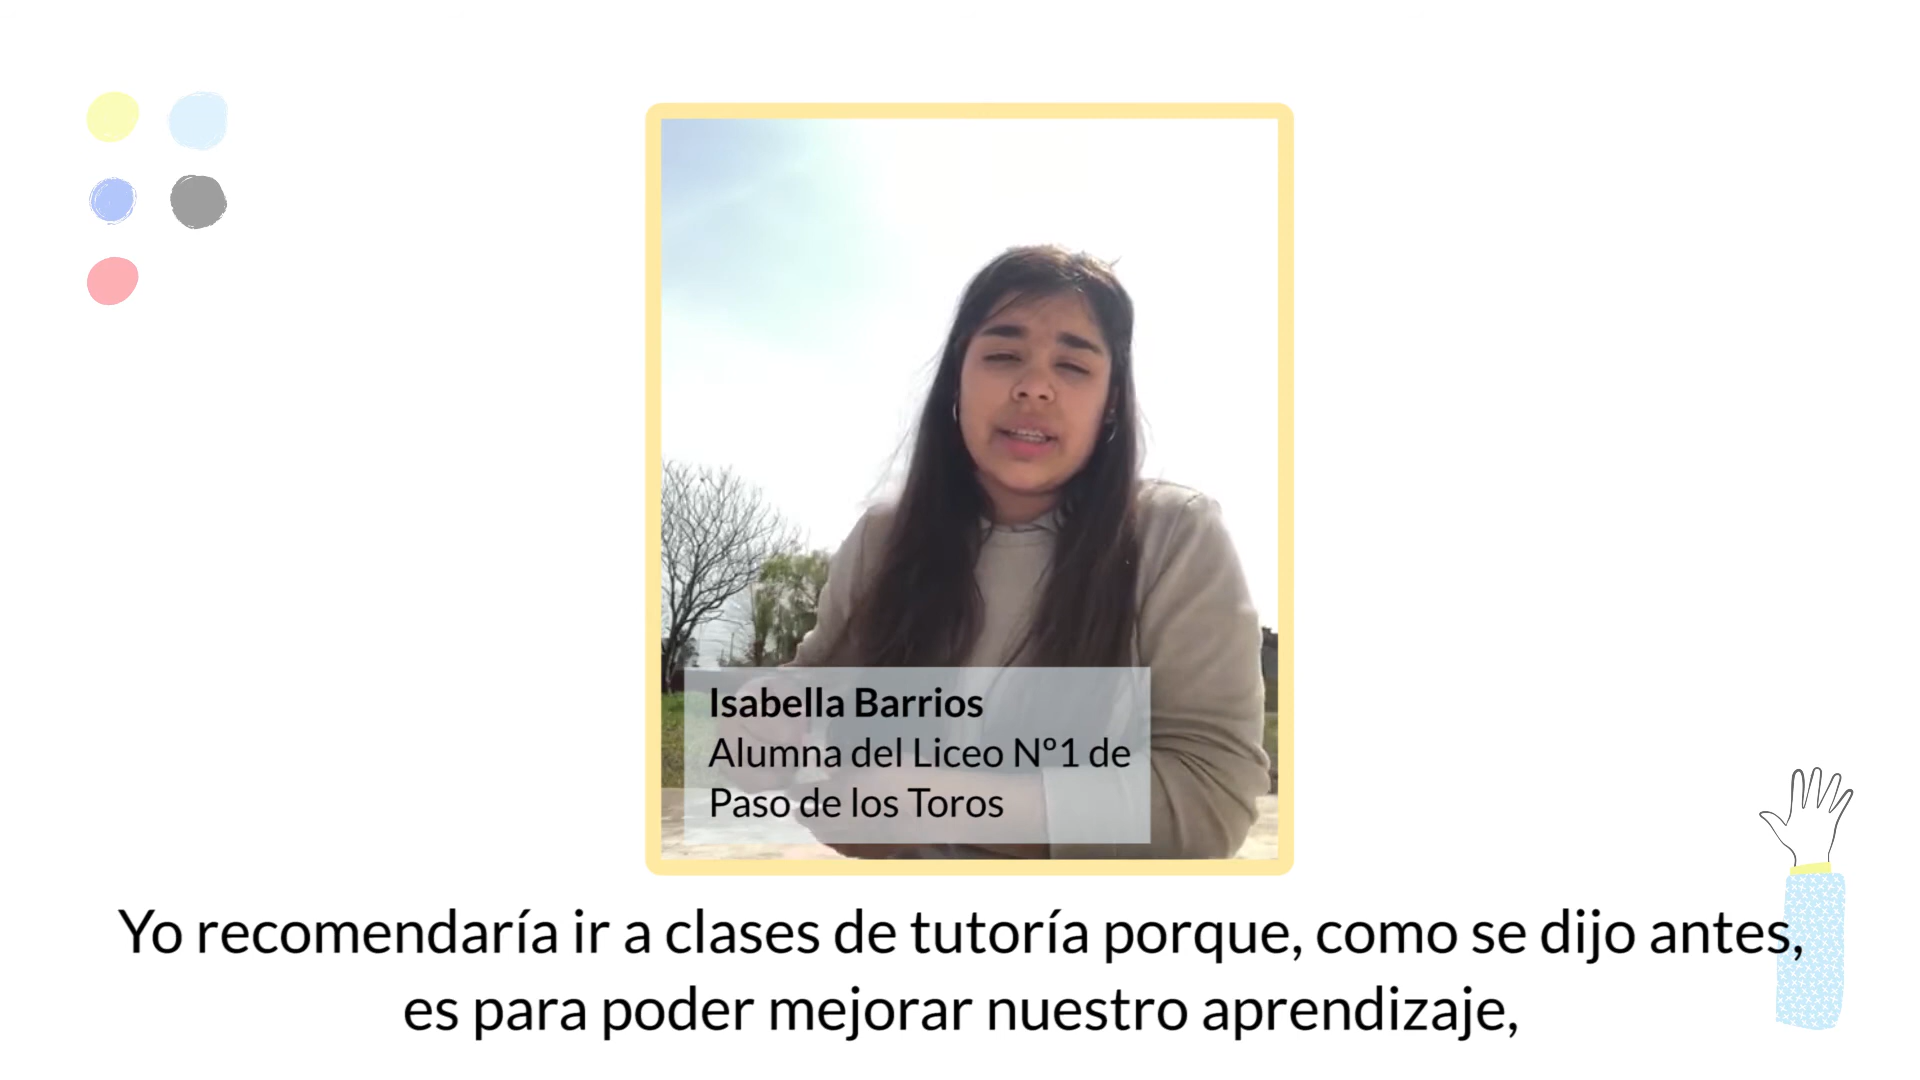 Isabella Barrios
Alumna del Liceo Nº1 de
Paso de los Toros
Yo recomendaría ir a clases de tutoría porque, como se dijo antes,
es para poder mejorar nuestro aprendizaje,